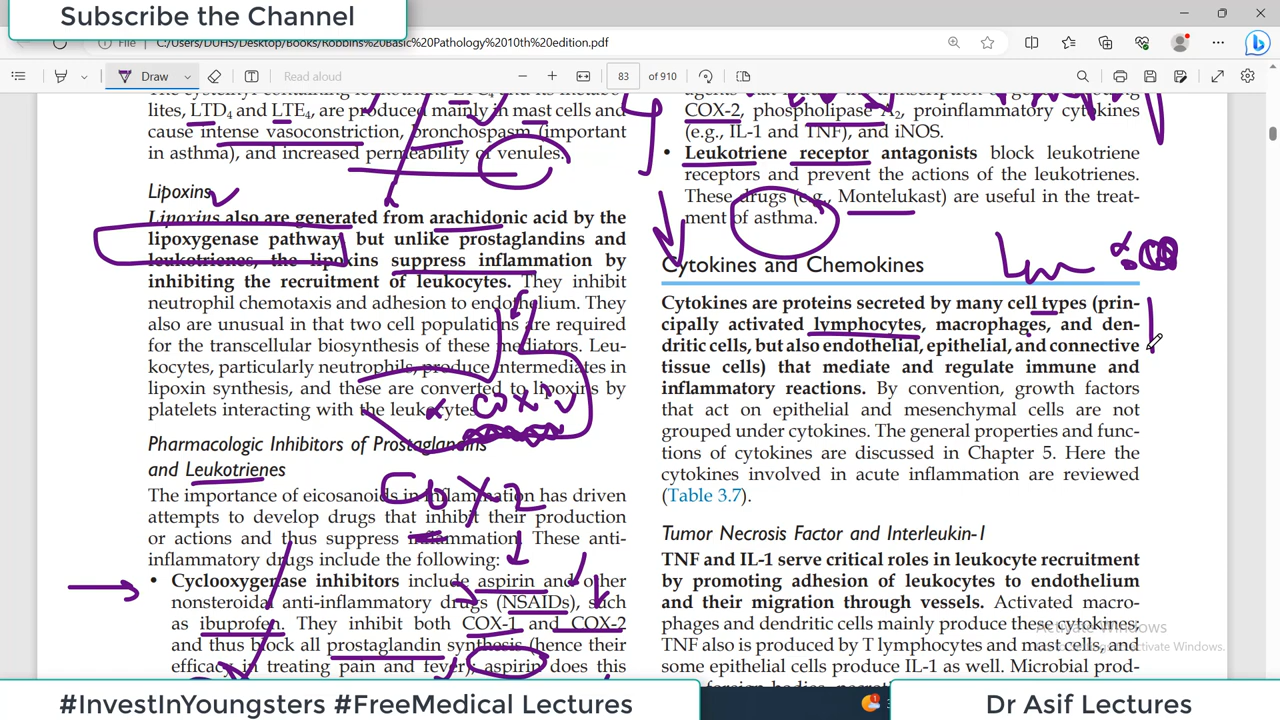 Subscribe the Channel
File
C:/Users/DUHS/Desktop/Books/Robbins%20Basic%20Pathology%2010th%20edition.pdf
Draw
Read aloud
83 of 910
lites, LTD4 and LTE4, are produced mainly in mast cells and
cause intense vasoconstriction, bronchospasm (important
in asthma), and increased permeability of venules.
Lipoxins
Lipoxins also are generated from arachidonic acid by the
lipoxygenase pathway, but unlike prostaglandins and
leukotrienes, the lipoxins suppress inflammation by
inhibiting the recruitment of leukocytes. They inhibit
neutrophil chemotaxis and adhesion to endothelium. They
also are unusual in that two cell populations are required
for the transcellular biosynthesis of these mediators. Leu-
kocytes, particularly neutrophils, produce intermediates in
lipoxin synthesis, and these are converted to lipoxins by
platelets interacting with the leukocytes.
Pharmacologic Inhibitors of Prostaglandins
and Leukotrienes
The importance of eicosanoids in inflammation has driven
attempts to develop drugs that inhibit their production
or actions and thus suppress inflammation. These anti-
inflammatory drugs include the following:
• Cyclooxygenase inhibitors include aspirin and other
nonsteroidal anti-inflammatory drugs (NSAIDs), such
as ibuprofen. They inhibit both COX-1 and COX-2
and thus block all prostaglandin synthesis (hence their
efficacy in treating pain and fever); aspirin does this
COX
COX2
COX-2, phospholipase A2, proinflammatory cytokines
(e.g., IL-1 and TNF), and iNOS.
• Leukotriene receptor antagonists block leukotriene
receptors and prevent the actions of the leukotrienes.
These drugs (e.g., Montelukast) are useful in the treat-
ment of asthma.
Cytokines and Chemokines
Cytokines are proteins secreted by many cell types (prin-
cipally activated lymphocytes, macrophages, and den-
dritic cells, but also endothelial, epithelial, and connective
tissue cells) that mediate and regulate immune and
inflammatory reactions. By convention, growth factors
that act on epithelial and mesenchymal cells are not
grouped under cytokines. The general properties and func-
tions of cytokines are discussed in Chapter 5. Here the
cytokines involved in acute inflammation are reviewed
(Table 3.7).
Tumor Necrosis Factor and Interleukin-1
TNF and IL-1 serve critical roles in leukocyte recruitment
by promoting adhesion of leukocytes to endothelium
and their migration through vessels. Activated macro-
phages and dendritic cells mainly produce these cytokines;
TNF also is produced by T lymphocytes and mast cells, and
some epithelial cells produce IL-1 as well. Microbial prod-
Activate Windows
#InvestInYoungsters #FreeMedical Lectures
Dr Asif Lectures